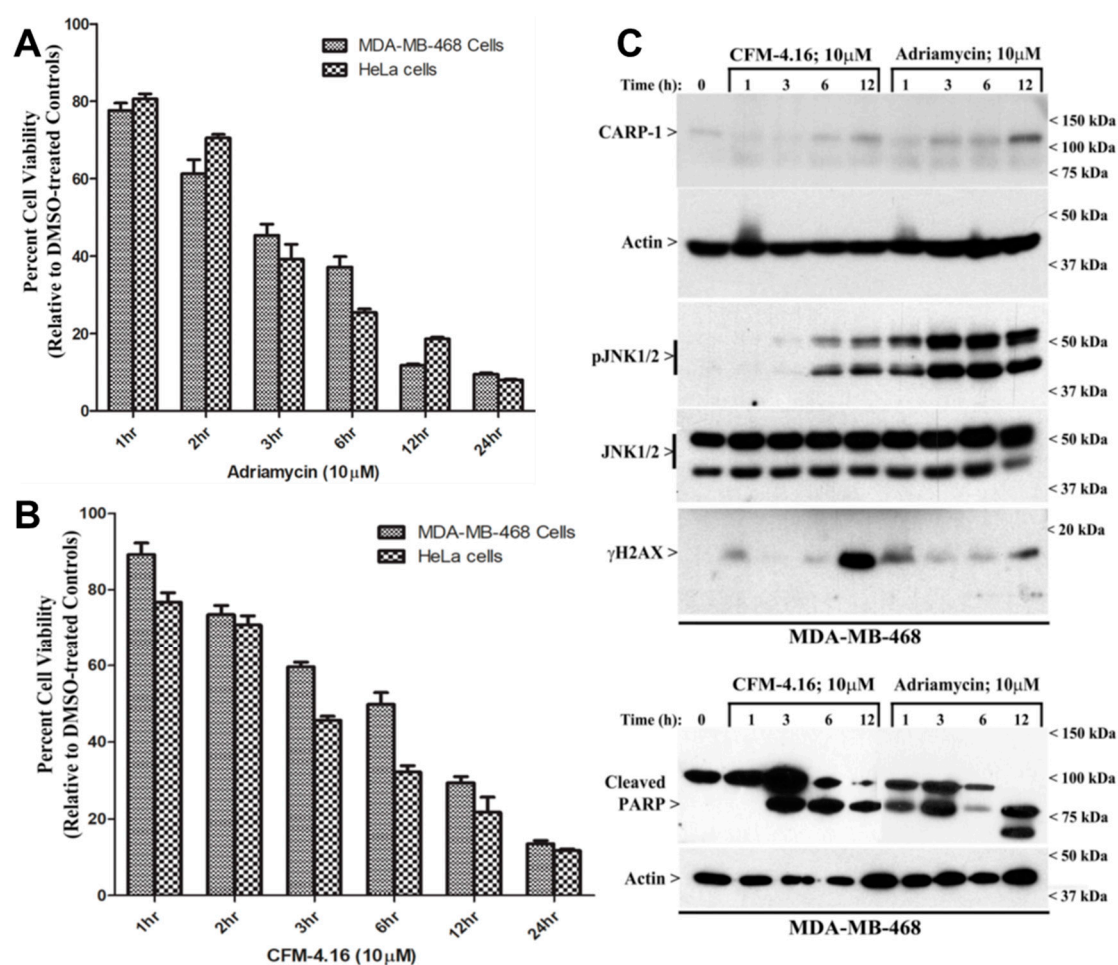 A
Percent Cell Viability
(Relative to DMSO-treated Controls)
100
80
60
40
20
0
MDA-MB-468 Cells
HeLa cells
1hr 2hr 3hr 6hr 12hr 24hr
Adriamycin (10μM)
B
Percent Cell Viability
(Relative to DMSO-treated Controls)
100
80
60
40
20
0
MDA-MB-468 Cells
HeLa cells
1hr 2hr 3hr 6hr 12hr 24hr
CFM-4.16 (10μM)
C
CFM-4.16; 10μM Adriamycin; 10μM
Time (h): 0 1 3 6 12 1 3 6 12
< 150 kDa
CARP-1 >
< 100 kDa
< 75 kDa
< 50 kDa
Actin >
< 37 kDa
< 50 kDa
pJNK1/2
< 37 kDa
< 50 kDa
JNK1/2
< 37 kDa
< 20 kDa
γH2AX >
MDA-MB-468
CFM-4.16; 10μM Adriamycin; 10μM
Time (h): 0 1 3 6 12 1 3 6 12
< 150 kDa
< 100 kDa
Cleaved
PARP >
< 75 kDa
< 50 kDa
Actin >
< 37 kDa
MDA-MB-468